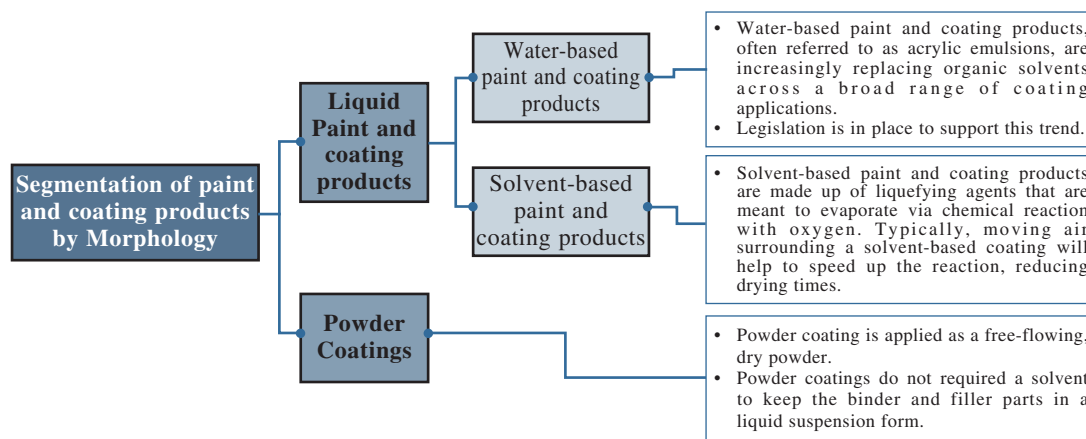 Segmentation of paint
and coating products
by Morphology
Liquid
Paint and
coating
products
Water-based
paint and coating
products
• Water-based paint and coating products,
often referred to as acrylic emulsions, are
increasingly replacing organic solvents
across a broad range of coating
applications.
• Legislation is in place to support this trend.
Solvent-based
paint and
coating products
• Solvent-based paint and coating products
are made up of liquefying agents that are
meant to evaporate via chemical reaction
with oxygen. Typically, moving air
surrounding a solvent-based coating will
help to speed up the reaction, reducing
drying times.
Powder
Coatings
• Powder coating is applied as a free-flowing,
dry powder.
• Powder coatings do not required a solvent
to keep the binder and filler parts in a
liquid suspension form.